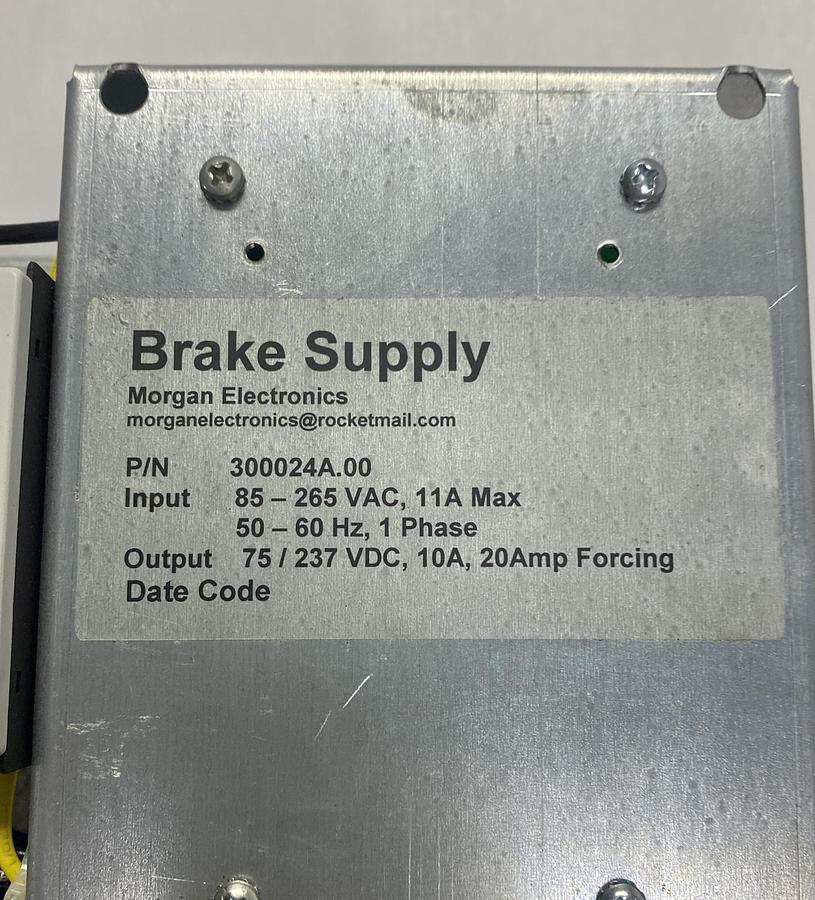 Brake Supply
Morgan Electronics
morganelectronics@rocketmail.com
P/N 300024A.00
Input 85 – 265 VAC, 11A Max
50 – 60 Hz, 1 Phase
Output 75 / 237 VDC, 10A, 20Amp Forcing
Date Code